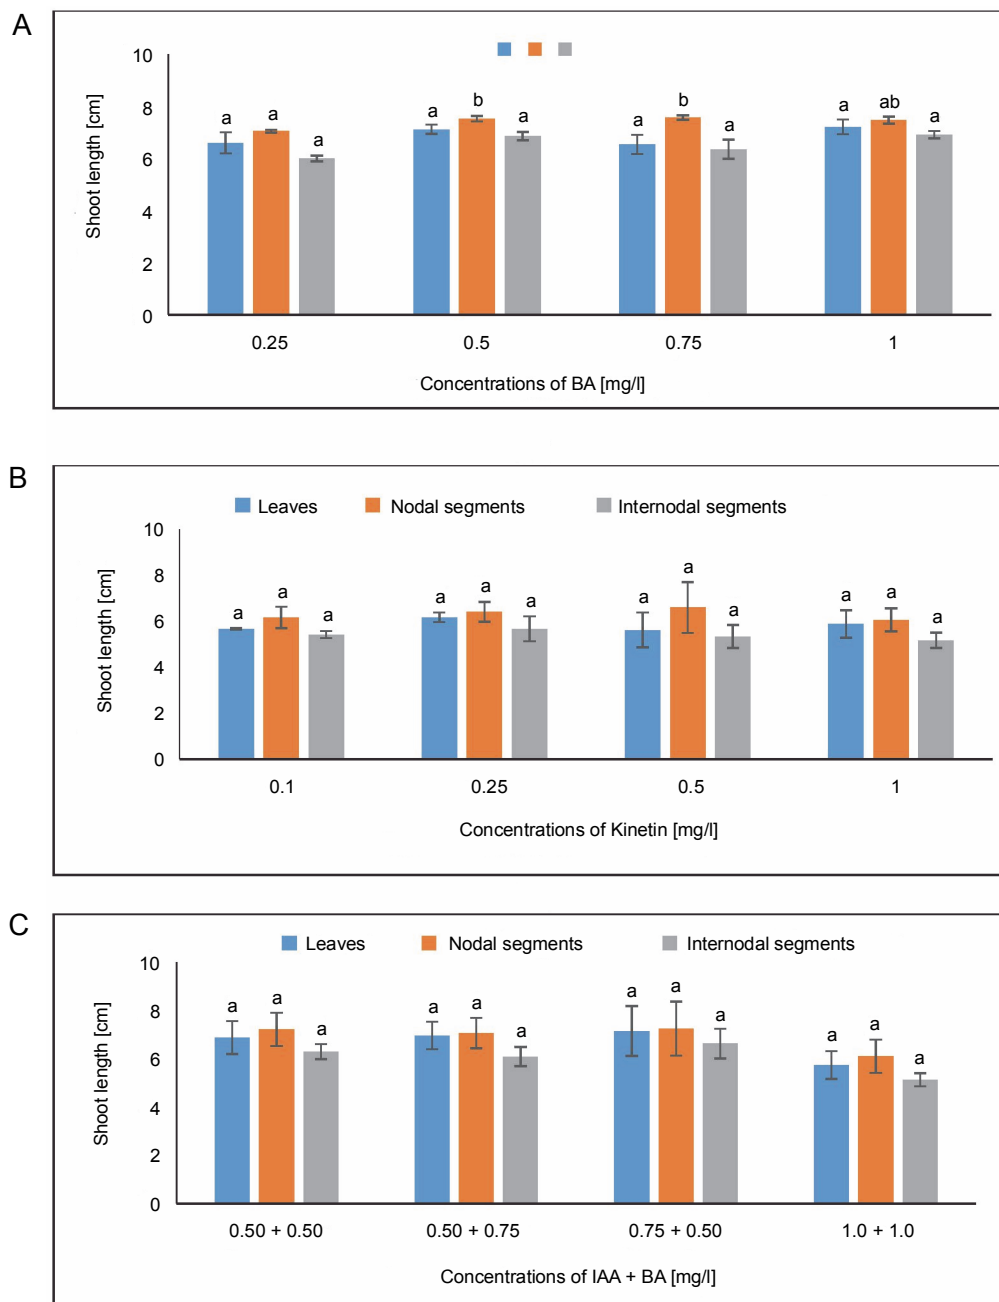 A
10
8
6
4
2
0
Shoot length [cm]
a a a a b a a b a a ab a
0.25 0.5 0.75 1
Concentrations of BA [mg/l]
B
Leaves Nodal segments Internodal segments
10
8
6
4
2
0
Shoot length [cm]
a a a a a a a a a a a a
0.1 0.25 0.5 1
Concentrations of Kinetin [mg/l]
C
Leaves Nodal segments Internodal segments
10
8
6
4
2
0
Shoot length [cm]
a a a a a a a a a a a a
0.50 + 0.50 0.50 + 0.75 0.75 + 0.50 1.0 + 1.0
Concentrations of IAA + BA [mg/l]